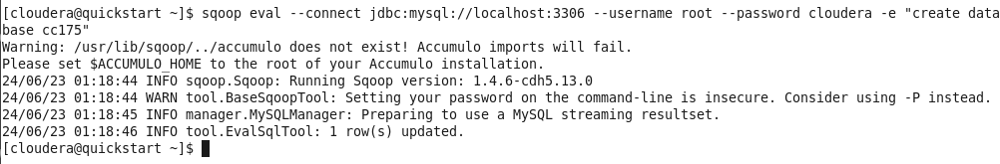 [cloudera@quickstart ~]$ sqoop eval --connect jdbc:mysql://localhost:3306 --username root --password cloudera -e "create data
base cc175"
Warning: /usr/lib/sqoop/../accumulo does not exist! Accumulo imports will fail.
Please set $ACCUMULO_HOME to the root of your Accumulo installation.
24/06/23 01:18:44 INFO sqoop.Sqoop: Running Sqoop version: 1.4.6-cdh5.13.0
24/06/23 01:18:44 WARN tool.BaseSqoopTool: Setting your password on the command-line is insecure. Consider using -P instead.
24/06/23 01:18:45 INFO manager.MySQLManager: Preparing to use a MySQL streaming resultset.
24/06/23 01:18:46 INFO tool.EvalSqlTool: 1 row(s) updated.
[cloudera@quickstart ~]$